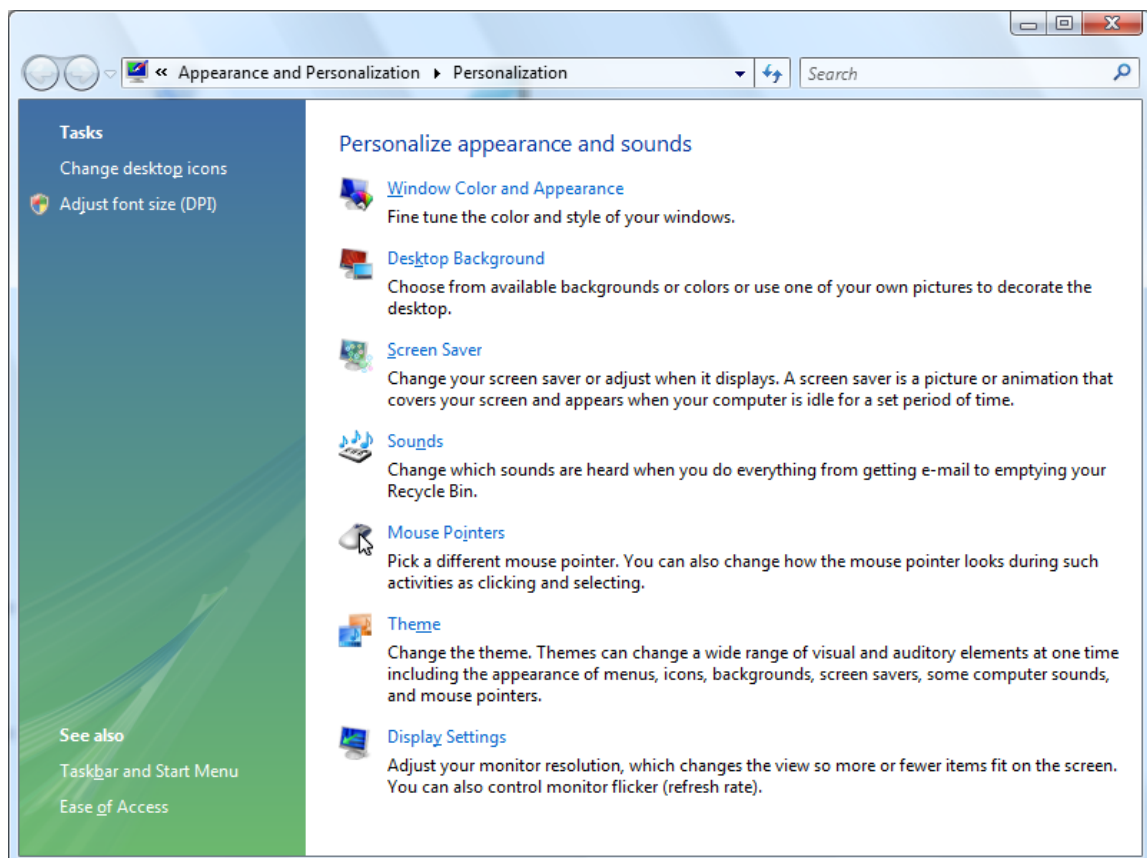 « Appearance and Personalization ▸ Personalization
Search
Tasks
Change desktop icons
Adjust font size (DPI)
Personalize appearance and sounds
Window Color and Appearance
Fine tune the color and style of your windows.
Desktop Background
Choose from available backgrounds or colors or use one of your own pictures to decorate the
desktop.
Screen Saver
Change your screen saver or adjust when it displays. A screen saver is a picture or animation that
covers your screen and appears when your computer is idle for a set period of time.
Sounds
Change which sounds are heard when you do everything from getting e-mail to emptying your
Recycle Bin.
Mouse Pointers
Pick a different mouse pointer. You can also change how the mouse pointer looks during such
activities as clicking and selecting.
Theme
Change the theme. Themes can change a wide range of visual and auditory elements at one time
including the appearance of menus, icons, backgrounds, screen savers, some computer sounds,
and mouse pointers.
Display Settings
Adjust your monitor resolution, which changes the view so more or fewer items fit on the screen.
You can also control monitor flicker (refresh rate).
See also
Taskbar and Start Menu
Ease of Access